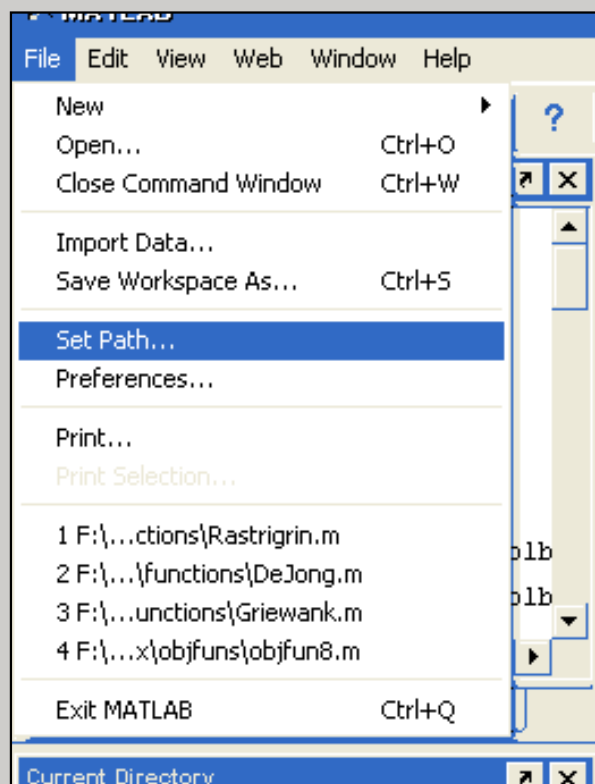 MATLAB
File Edit View Web Window Help
New
Open... Ctrl+O
Close Command Window Ctrl+W
Import Data...
Save Workspace As... Ctrl+S
Set Path...
Preferences...
Print...
Print Selection...
1 F:\...ctions\Rastrigrin.m
2 F:\...\functions\DeJong.m
3 F:\...unctions\Griewank.m
4 F:\...x\objfuns\objfun8.m
Exit MATLAB Ctrl+Q
Current Directory